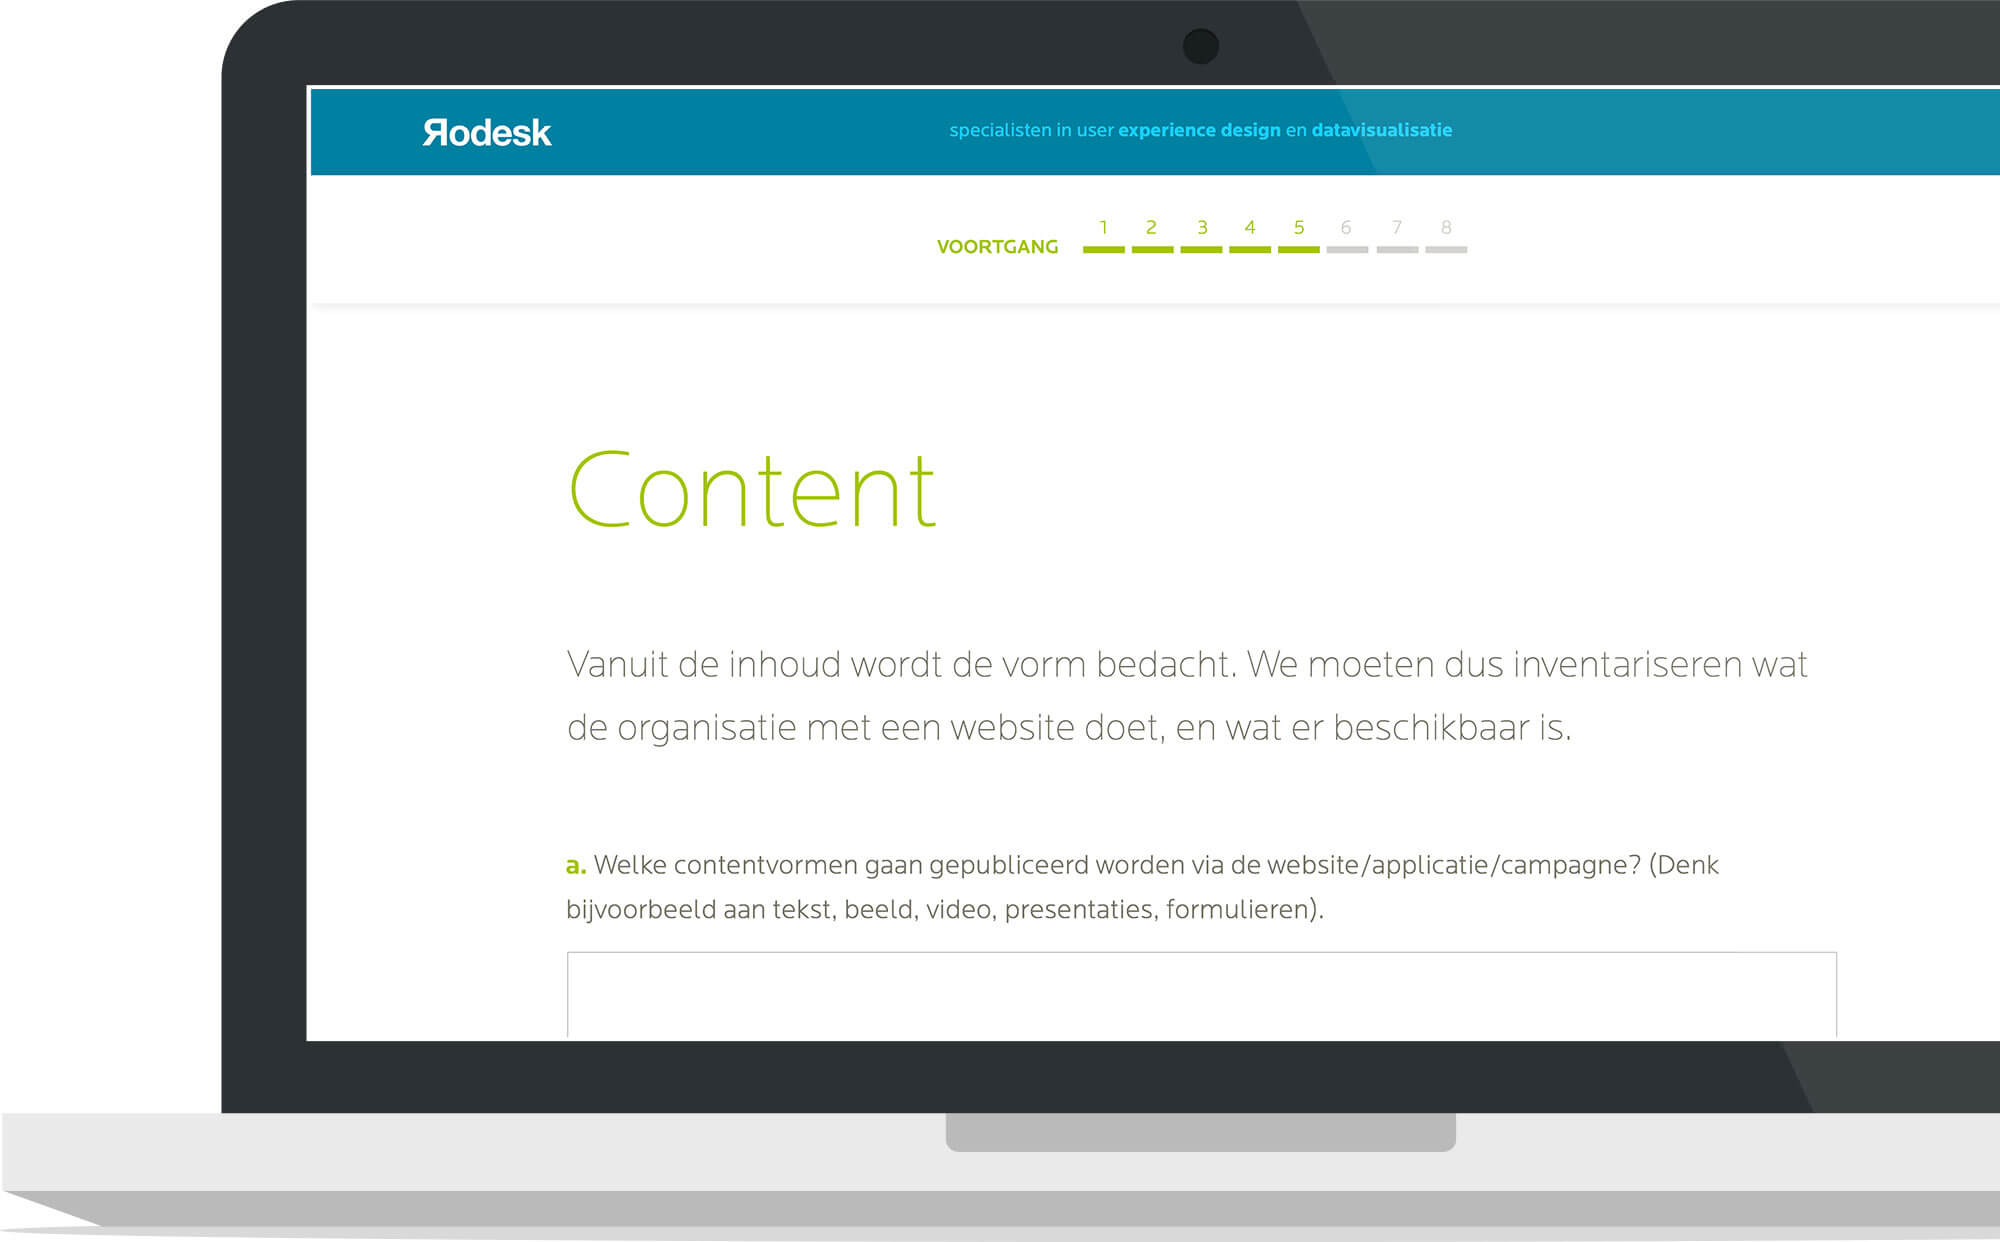 Rodesk
specialisten in user experience design en datavisualisatie
VOORTGANG 1 2 3 4 5 6 7 8
Content
Vanuit de inhoud wordt de vorm bedacht. We moeten dus inventariseren wat
de organisatie met een website doet, en wat er beschikbaar is.
a. Welke contentvormen gaan gepubliceerd worden via de website/applicatie/campagne? (Denk
bijvoorbeeld aan tekst, beeld, video, presentaties, formulieren).